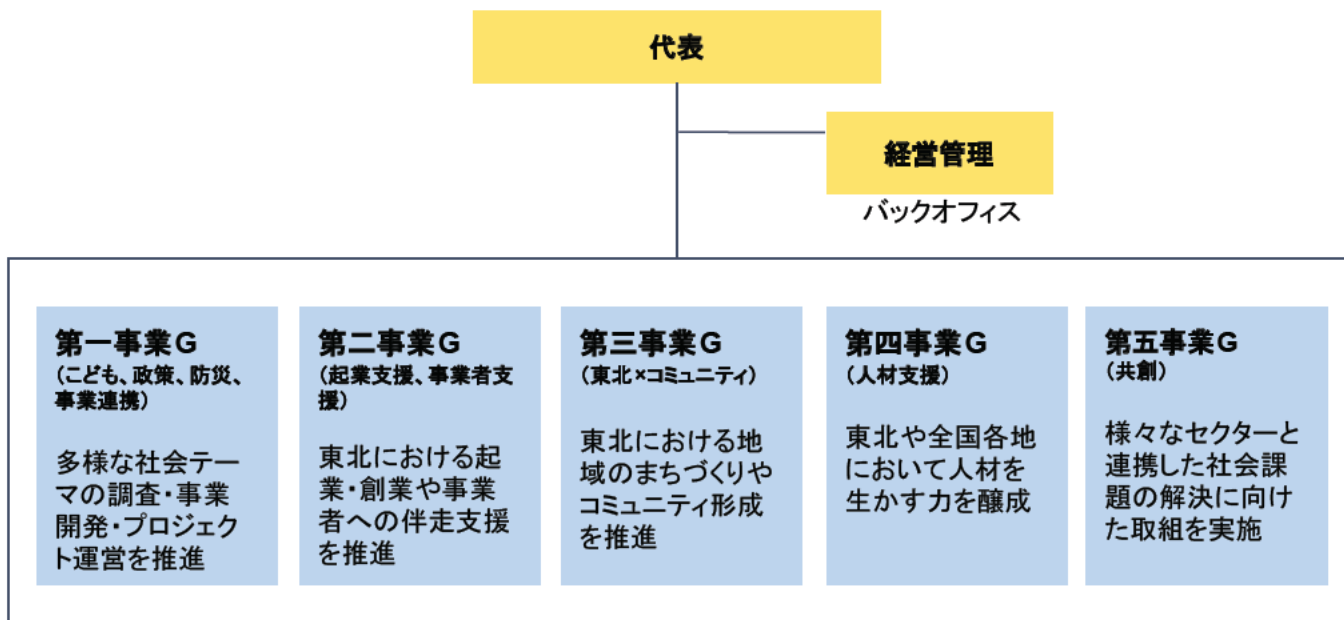 代表
経営管理
バックオフィス
第一事業G
(こども、政策、防災、
事業連携)
多様な社会テー
マの調査・事業
開発・プロジェク
ト運営を推進
第二事業G
(起業支援、事業者支
援)
東北における起
業・創業や事業
者への伴走支援
を推進
第三事業G
(東北×コミュニティ)
東北における地
域のまちづくりや
コミュニティ形成
を推進
第四事業G
(人材支援)
東北や全国各地
において人材を
生かす力を醸成
第五事業G
(共創)
様々なセクターと
連携した社会課
題の解決に向け
た取組を実施